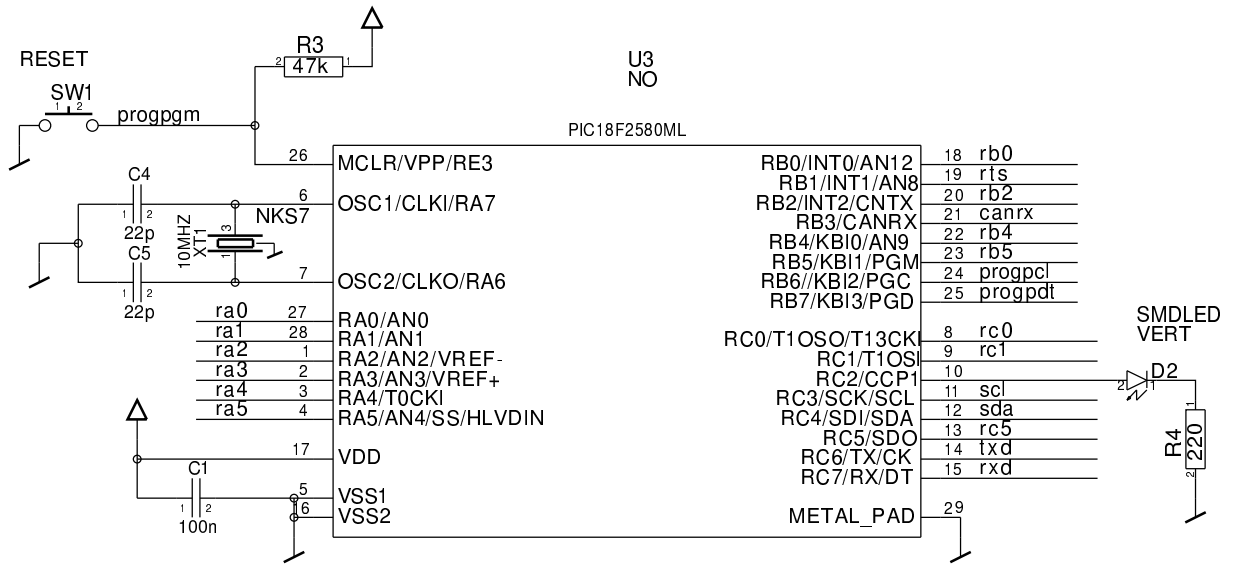 R3
2 47k 1
U3
NO
RESET
SW1
1 2
progpgm
PIC18F2580ML
26 MCLR/VPP/RE3
RB0/INT0/AN12 18 rb0
RB1/INT1/AN8 19 rts
C4
1 2
22p
6 OSC1/CLKI/RA7
RB2/INT2/CNTX 20 rb2
RB3/CANRX 21 canrx
10MHZ
XT1
3
1
NKS7
RB4/KBI0/AN9 22 rb4
RB5/KBI1/PGM 23 rb5
C5
1 2
22p
7 OSC2/CLKO/RA6
RB6//KBI2/PGC 24 progpcl
RB7/KBI3/PGD 25 progpdt
ra0 27 RA0/AN0
ra1 28 RA1/AN1
ra2 1 RA2/AN2/VREF-
ra3 2 RA3/AN3/VREF+
ra4 3 RA4/T0CKI
ra5 4 RA5/AN4/SS/HLVDIN
RC0/T1OSO/T13CKI 8 rc0
RC1/T1OSI 9 rc1
RC2/CCP1 10
RC3/SCK/SCL 11 scl
RC4/SDI/SDA 12 sda
RC5/SDO 13 rc5
RC6/TX/CK 14 txd
RC7/RX/DT 15 rxd
SMDLED
VERT
D2
2 1
1
R4
220
2
17 VDD
C1
1 2
100n
5 VSS1
16 VSS2
METAL_PAD 29